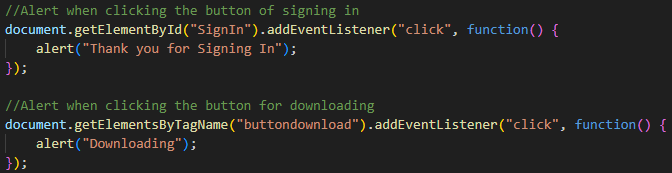 //Alert when clicking the button of signing in
document.getElementById("SignIn").addEventListener("click", function() {
    alert("Thank you for Signing In");
});
//Alert when clicking the button for downloading
document.getElementsByTagName("buttondownload").addEventListener("click", function() {
    alert("Downloading");
});